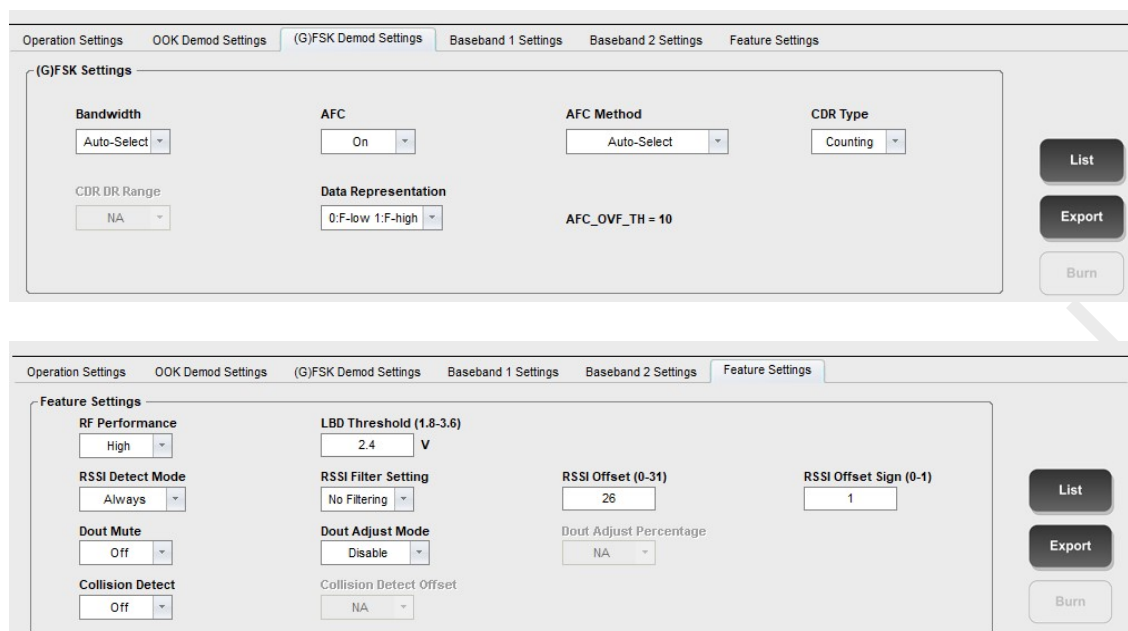 Operation Settings OOK Demod Settings (G)FSK Demod Settings Baseband 1 Settings Baseband 2 Settings Feature Settings
(G)FSK Settings
Bandwidth AFC AFC Method CDR Type
Auto-Select On Auto-Select Counting
List
CDR DR Range Data Representation
NA 0:F-low 1:F-high AFC_OVF_TH = 10
Export
Burn
Operation Settings OOK Demod Settings (G)FSK Demod Settings Baseband 1 Settings Baseband 2 Settings Feature Settings
Feature Settings
RF Performance LBD Threshold (1.8-3.6)
High 2.4 V
RSSI Detect Mode RSSI Filter Setting RSSI Offset (0-31) RSSI Offset Sign (0-1)
Always No Filtering 26 1
List
Dout Mute Dout Adjust Mode Dout Adjust Percentage
Off Disable NA
Export
Collision Detect Collision Detect Offset
Off NA
Burn